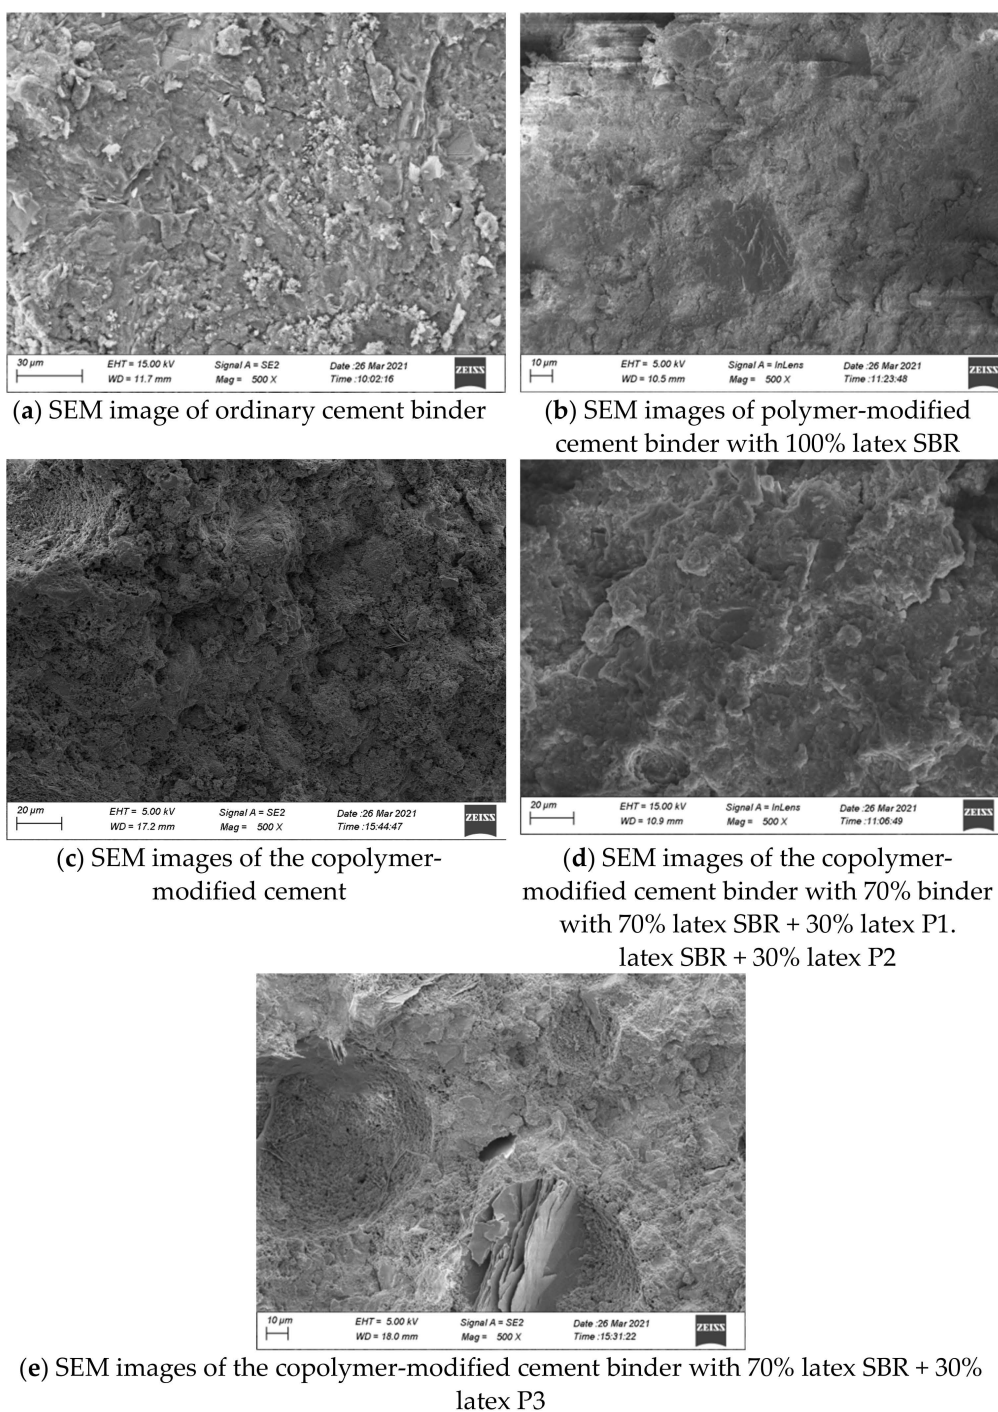 30 µm
EHT = 15.00 kV
Signal A = SE2
Date :26 Mar 2021
WD = 11.7 mm
Mag = 500 X
Time :10:02:16
ZEISS
10 µm
EHT = 5.00 kV
Signal A = InLens
Date :26 Mar 2021
WD = 10.5 mm
Mag = 500 X
Time :11:23:48
ZEISS
(a) SEM image of ordinary cement binder
(b) SEM images of polymer-modified
cement binder with 100% latex SBR
20 µm
EHT = 5.00 kV
Signal A = SE2
Date :26 Mar 2021
WD = 17.2 mm
Mag = 500 X
Time :15:44:47
ZEISS
20 µm
EHT = 15.00 kV
Signal A = InLens
Date :26 Mar 2021
WD = 10.9 mm
Mag = 500 X
Time :11:06:49
ZEISS
(c) SEM images of the copolymer-
modified cement
(d) SEM images of the copolymer-
modified cement binder with 70% binder
with 70% latex SBR + 30% latex P1.
latex SBR + 30% latex P2
10 µm
EHT = 5.00 kV
Signal A = SE2
Date :26 Mar 2021
WD = 18.0 mm
Mag = 500 X
Time :15:31:22
ZEISS
(e) SEM images of the copolymer-modified cement binder with 70% latex SBR + 30%
latex P3